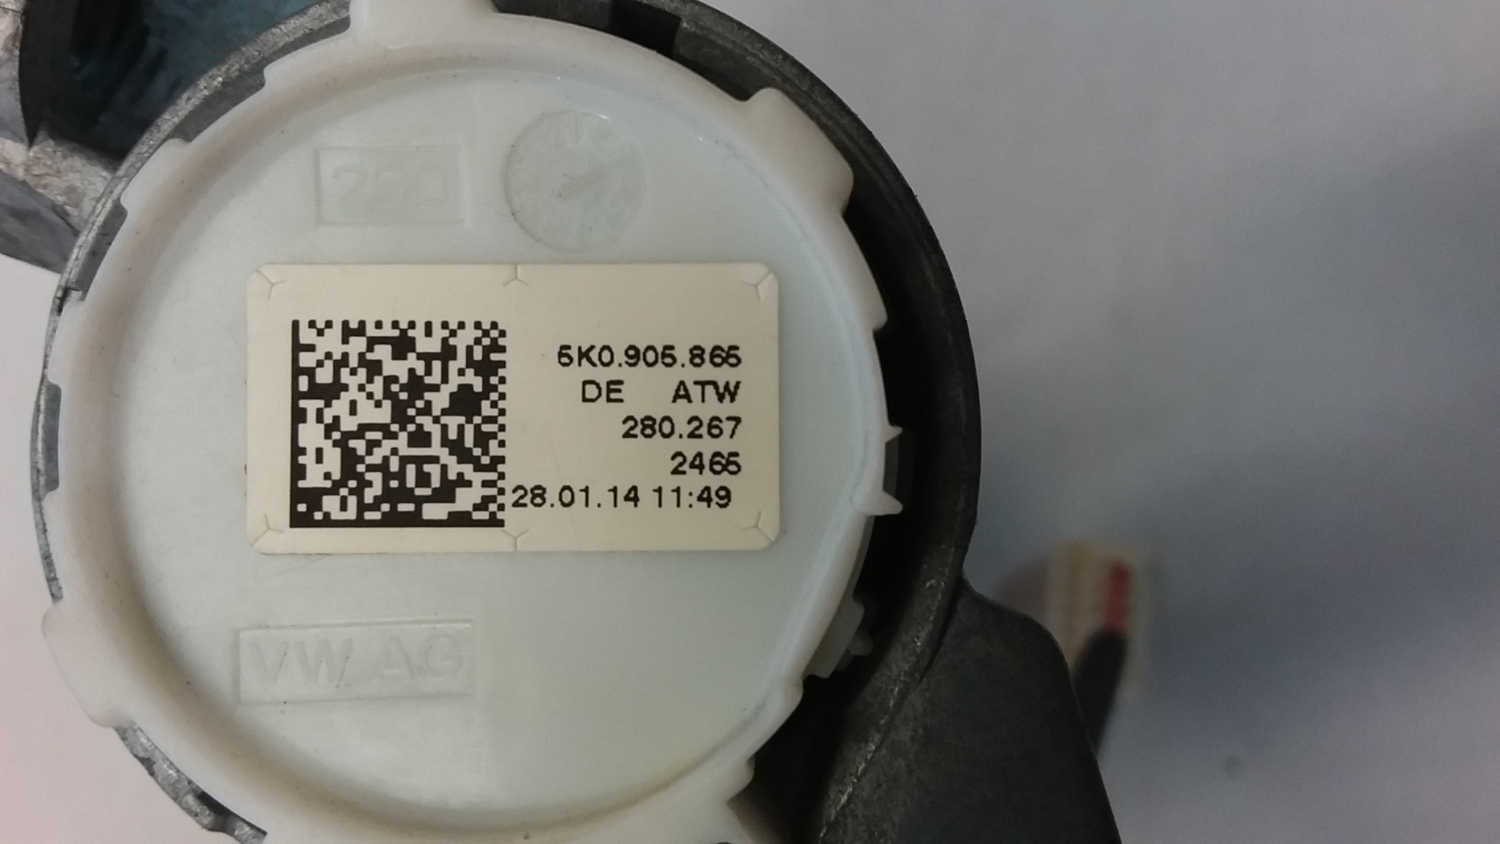 250
5K0.905.865
DE ATW
280.267
2465
28.01.14 11:49
VW AG